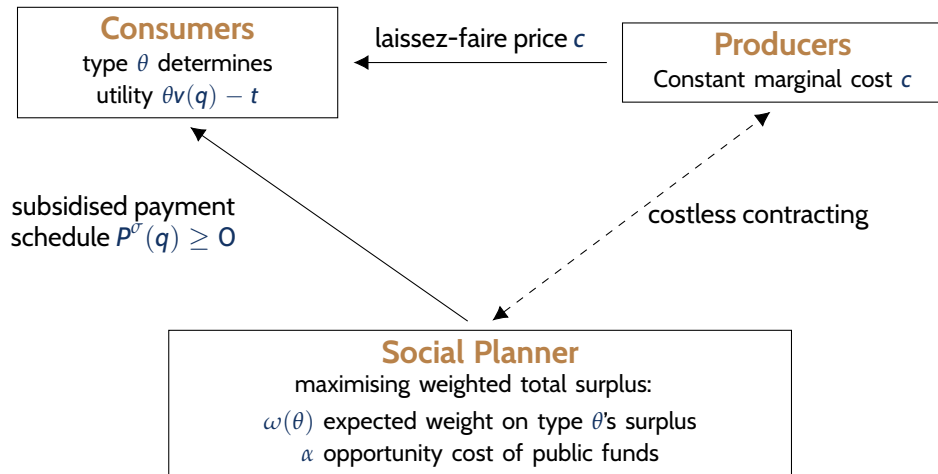 Consumers
type θ determines
utility θv(q) − t
laissez-faire price c
Producers
Constant marginal cost c
subsidised payment
schedule P^σ(q) ≥ 0
costless contracting
Social Planner
maximising weighted total surplus:
ω(θ) expected weight on type θ's surplus
α opportunity cost of public funds